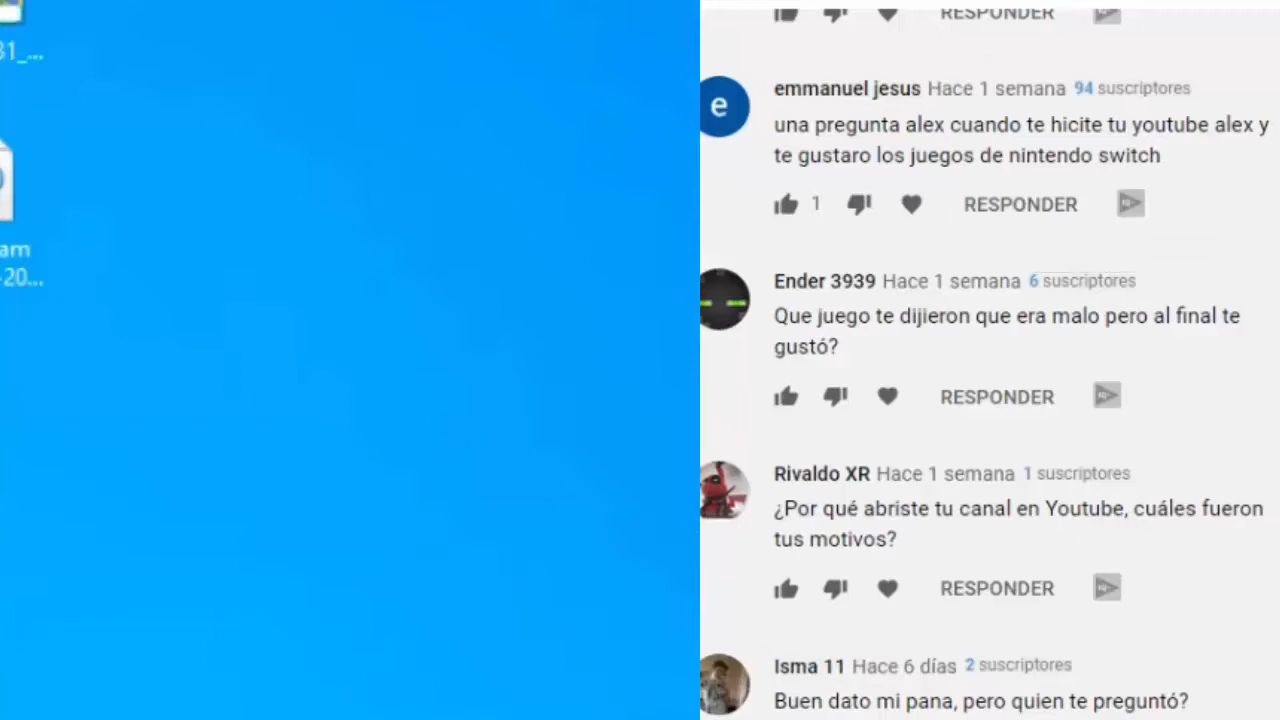 31_...
am
-20...
RESPONDER
emmanuel jesus Hace 1 semana 94 suscriptores
una pregunta alex cuando te hicite tu youtube alex y
te gustaro los juegos de nintendo switch
1 RESPONDER
Ender 3939 Hace 1 semana 6 suscriptores
Que juego te dijieron que era malo pero al final te
gustó?
RESPONDER
Rivaldo XR Hace 1 semana 1 suscriptores
¿Por qué abriste tu canal en Youtube, cuáles fueron
tus motivos?
RESPONDER
Isma 11 Hace 6 días 2 suscriptores
Buen dato mi pana, pero quien te preguntó?